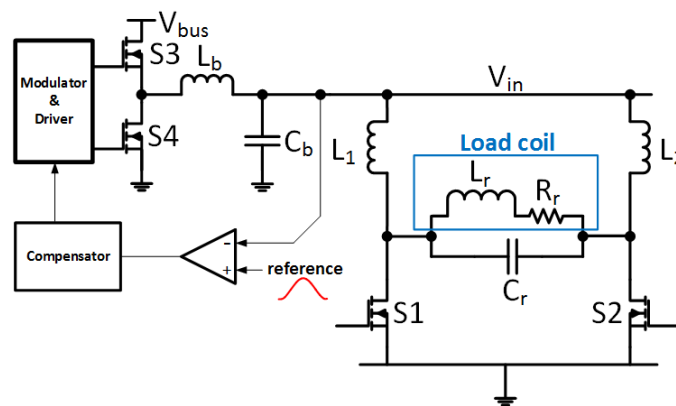 Vbus
S3
Lb
Modulator
&
Driver
S4
Cb
Vin
L1
Load coil
L2
Lr
Rr
Cr
Compensator
-
+
reference
S1
S2